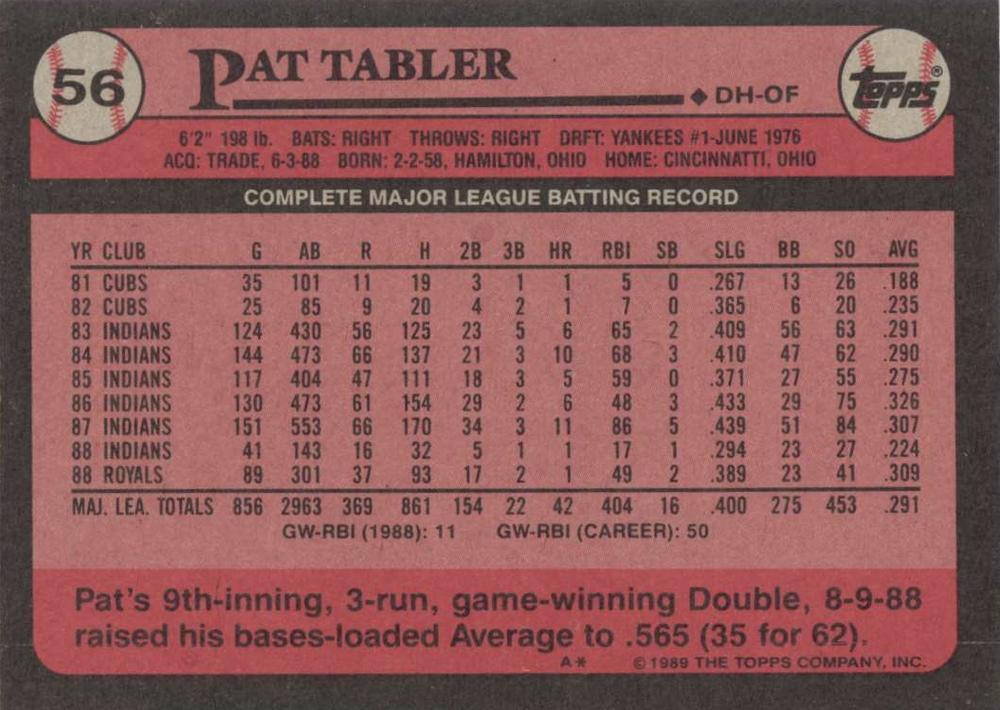 56 PAT TABLER ◆ DH-OF TOPPS®
6'2" 198 lb. BATS: RIGHT THROWS: RIGHT DRFT: YANKEES #1-JUNE 1976
ACQ: TRADE, 6-3-88 BORN: 2-2-58, HAMILTON, OHIO HOME: CINCINNATTI, OHIO
COMPLETE MAJOR LEAGUE BATTING RECORD
YR CLUB G AB R H 2B 3B HR RBI SB SLG BB SO AVG
81 CUBS 35 101 11 19 3 1 1 5 0 .267 13 26 .188
82 CUBS 25 85 9 20 4 2 1 7 0 .365 6 20 .235
83 INDIANS 124 430 56 125 23 5 6 65 2 .409 56 63 .291
84 INDIANS 144 473 66 137 21 3 10 68 3 .410 47 62 .290
85 INDIANS 117 404 47 111 18 3 5 59 0 .371 27 55 .275
86 INDIANS 130 473 61 154 29 2 6 48 3 .433 29 75 .326
87 INDIANS 151 553 66 170 34 3 11 86 5 .439 51 84 .307
88 INDIANS 41 143 16 32 5 1 1 17 1 .294 23 27 .224
88 ROYALS 89 301 37 93 17 2 1 49 2 .389 23 41 .309
MAJ. LEA. TOTALS 856 2963 369 861 154 22 42 404 16 .400 275 453 .291
GW-RBI (1988): 11 GW-RBI (CAREER): 50
Pat's 9th-inning, 3-run, game-winning Double, 8-9-88
raised his bases-loaded Average to .565 (35 for 62).
A* © 1989 THE TOPPS COMPANY, INC.